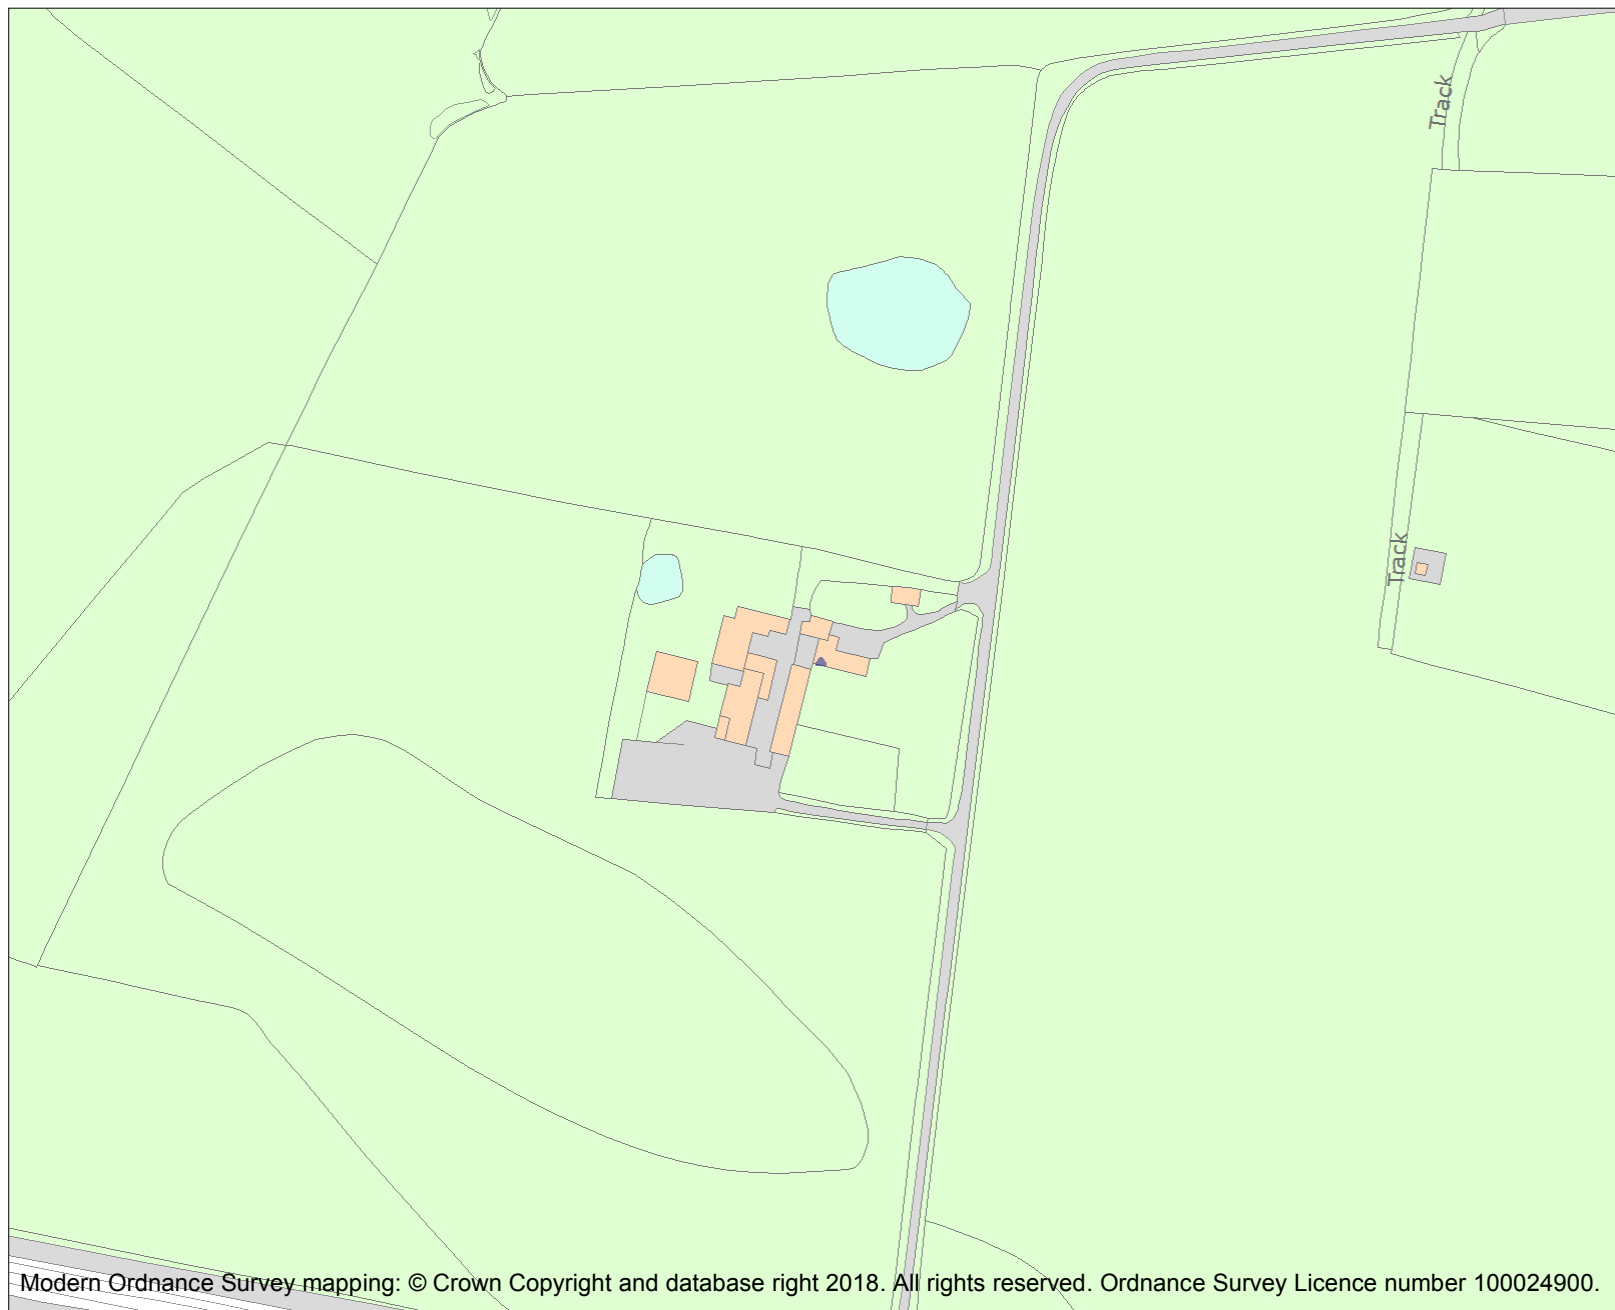 Track
Track
Modern Ordnance Survey mapping: © Crown Copyright and database right 2018. All rights reserved. Ordnance Survey Licence number 100024900.